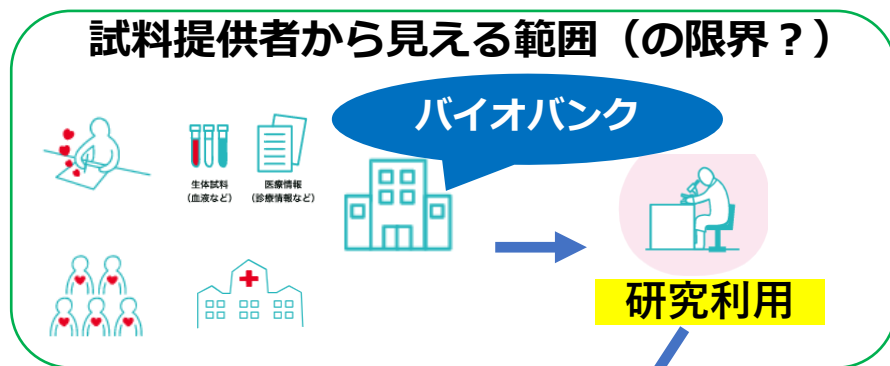 試料提供者から見える範囲（の限界？）
バイオバンク
生体試料
（血液など）
医療情報
（診療情報など）
研究利用